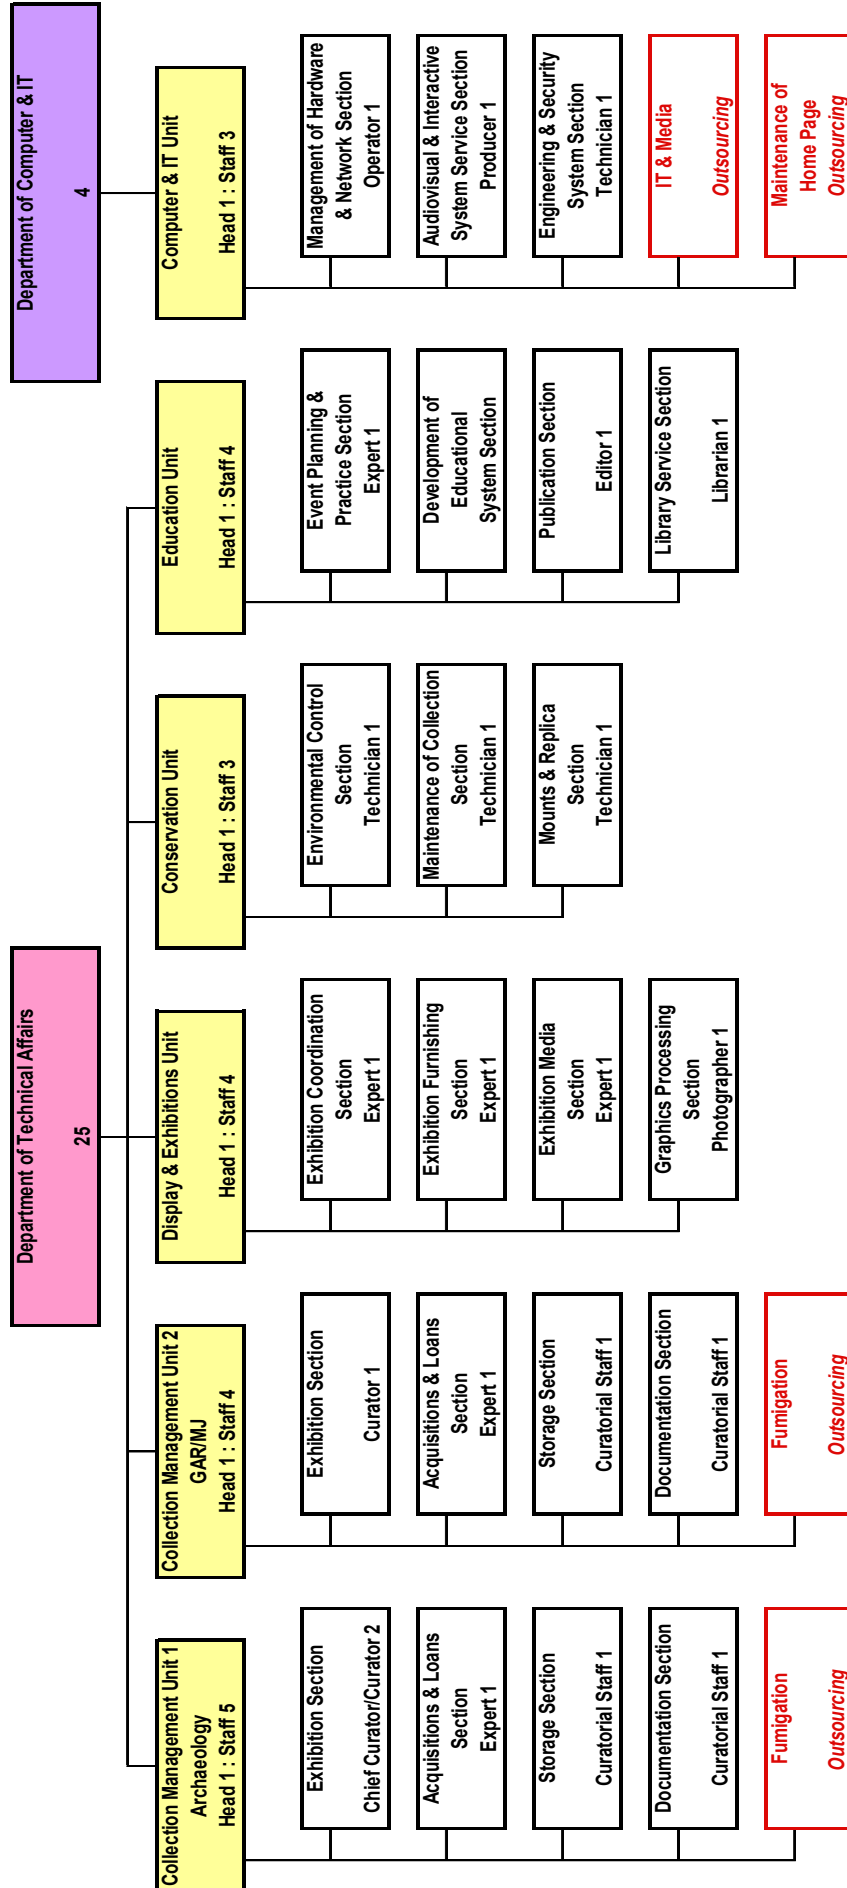 Department of Technical Affairs
25
Department of Computer & IT
4
Collection Management Unit 1
Archaeology
Head 1 : Staff 5
Collection Management Unit 2
GAR/MJ
Head 1 : Staff 4
Display & Exhibitions Unit
Head 1 : Staff 4
Conservation Unit
Head 1 : Staff 3
Education Unit
Head 1 : Staff 4
Computer & IT Unit
Head 1 : Staff 3
Exhibition Section
Chief Curator/Curator 2
Acquisitions & Loans
Section
Expert 1
Storage Section
Curatorial Staff 1
Documentation Section
Curatorial Staff 1
Fumigation
Outsourcing
Exhibition Section
Curator 1
Acquisitions & Loans
Section
Expert 1
Storage Section
Curatorial Staff 1
Documentation Section
Curatorial Staff 1
Fumigation
Outsourcing
Exhibition Coordination
Section
Expert 1
Exhibition Furnishing
Section
Expert 1
Exhibition Media
Section
Expert 1
Graphics Processing
Section
Photographer 1
Environmental Control
Section
Technician 1
Maintenance of Collection
Section
Technician 1
Mounts & Replica
Section
Technician 1
Event Planning &
Practice Section
Expert 1
Development of
Educational
System Section
Publication Section
Editor 1
Library Service Section
Librarian 1
Management of Hardware
& Network Section
Operator 1
Audiovisual & Interactive
System Service Section
Producer 1
Engineering & Security
System Section
Technician 1
IT & Media
Outsourcing
Maintenance of
Home Page
Outsourcing